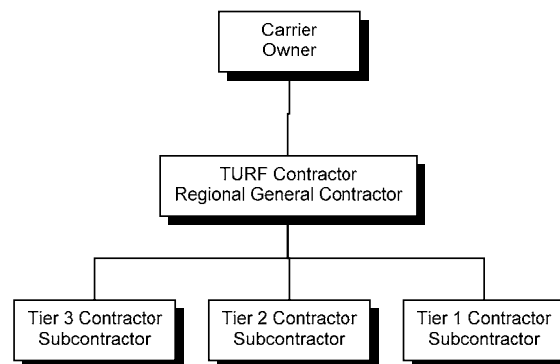 Carrier
Owner
TURF Contractor
Regional General Contractor
Tier 3 Contractor
Subcontractor
Tier 2 Contractor
Subcontractor
Tier 1 Contractor
Subcontractor